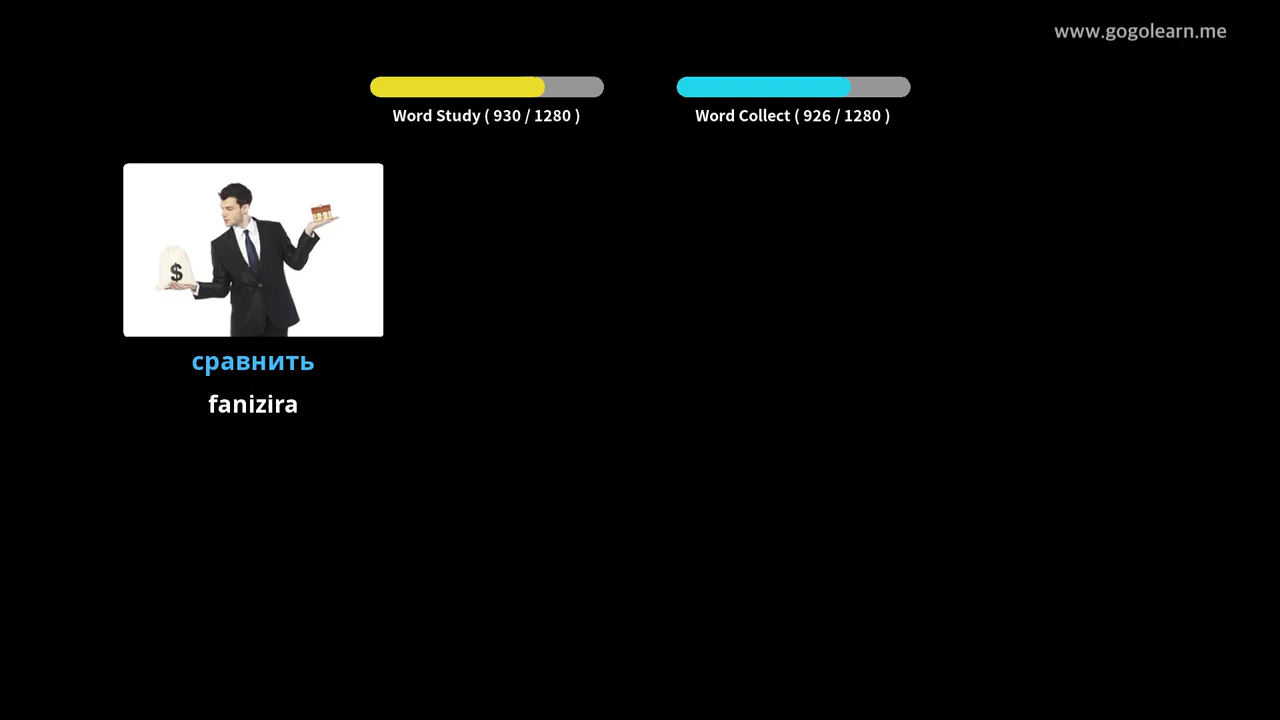 www.gogolearn.me
Word Study ( 930 / 1280 )
Word Collect ( 926 / 1280 )
$
сравнить
fanizira